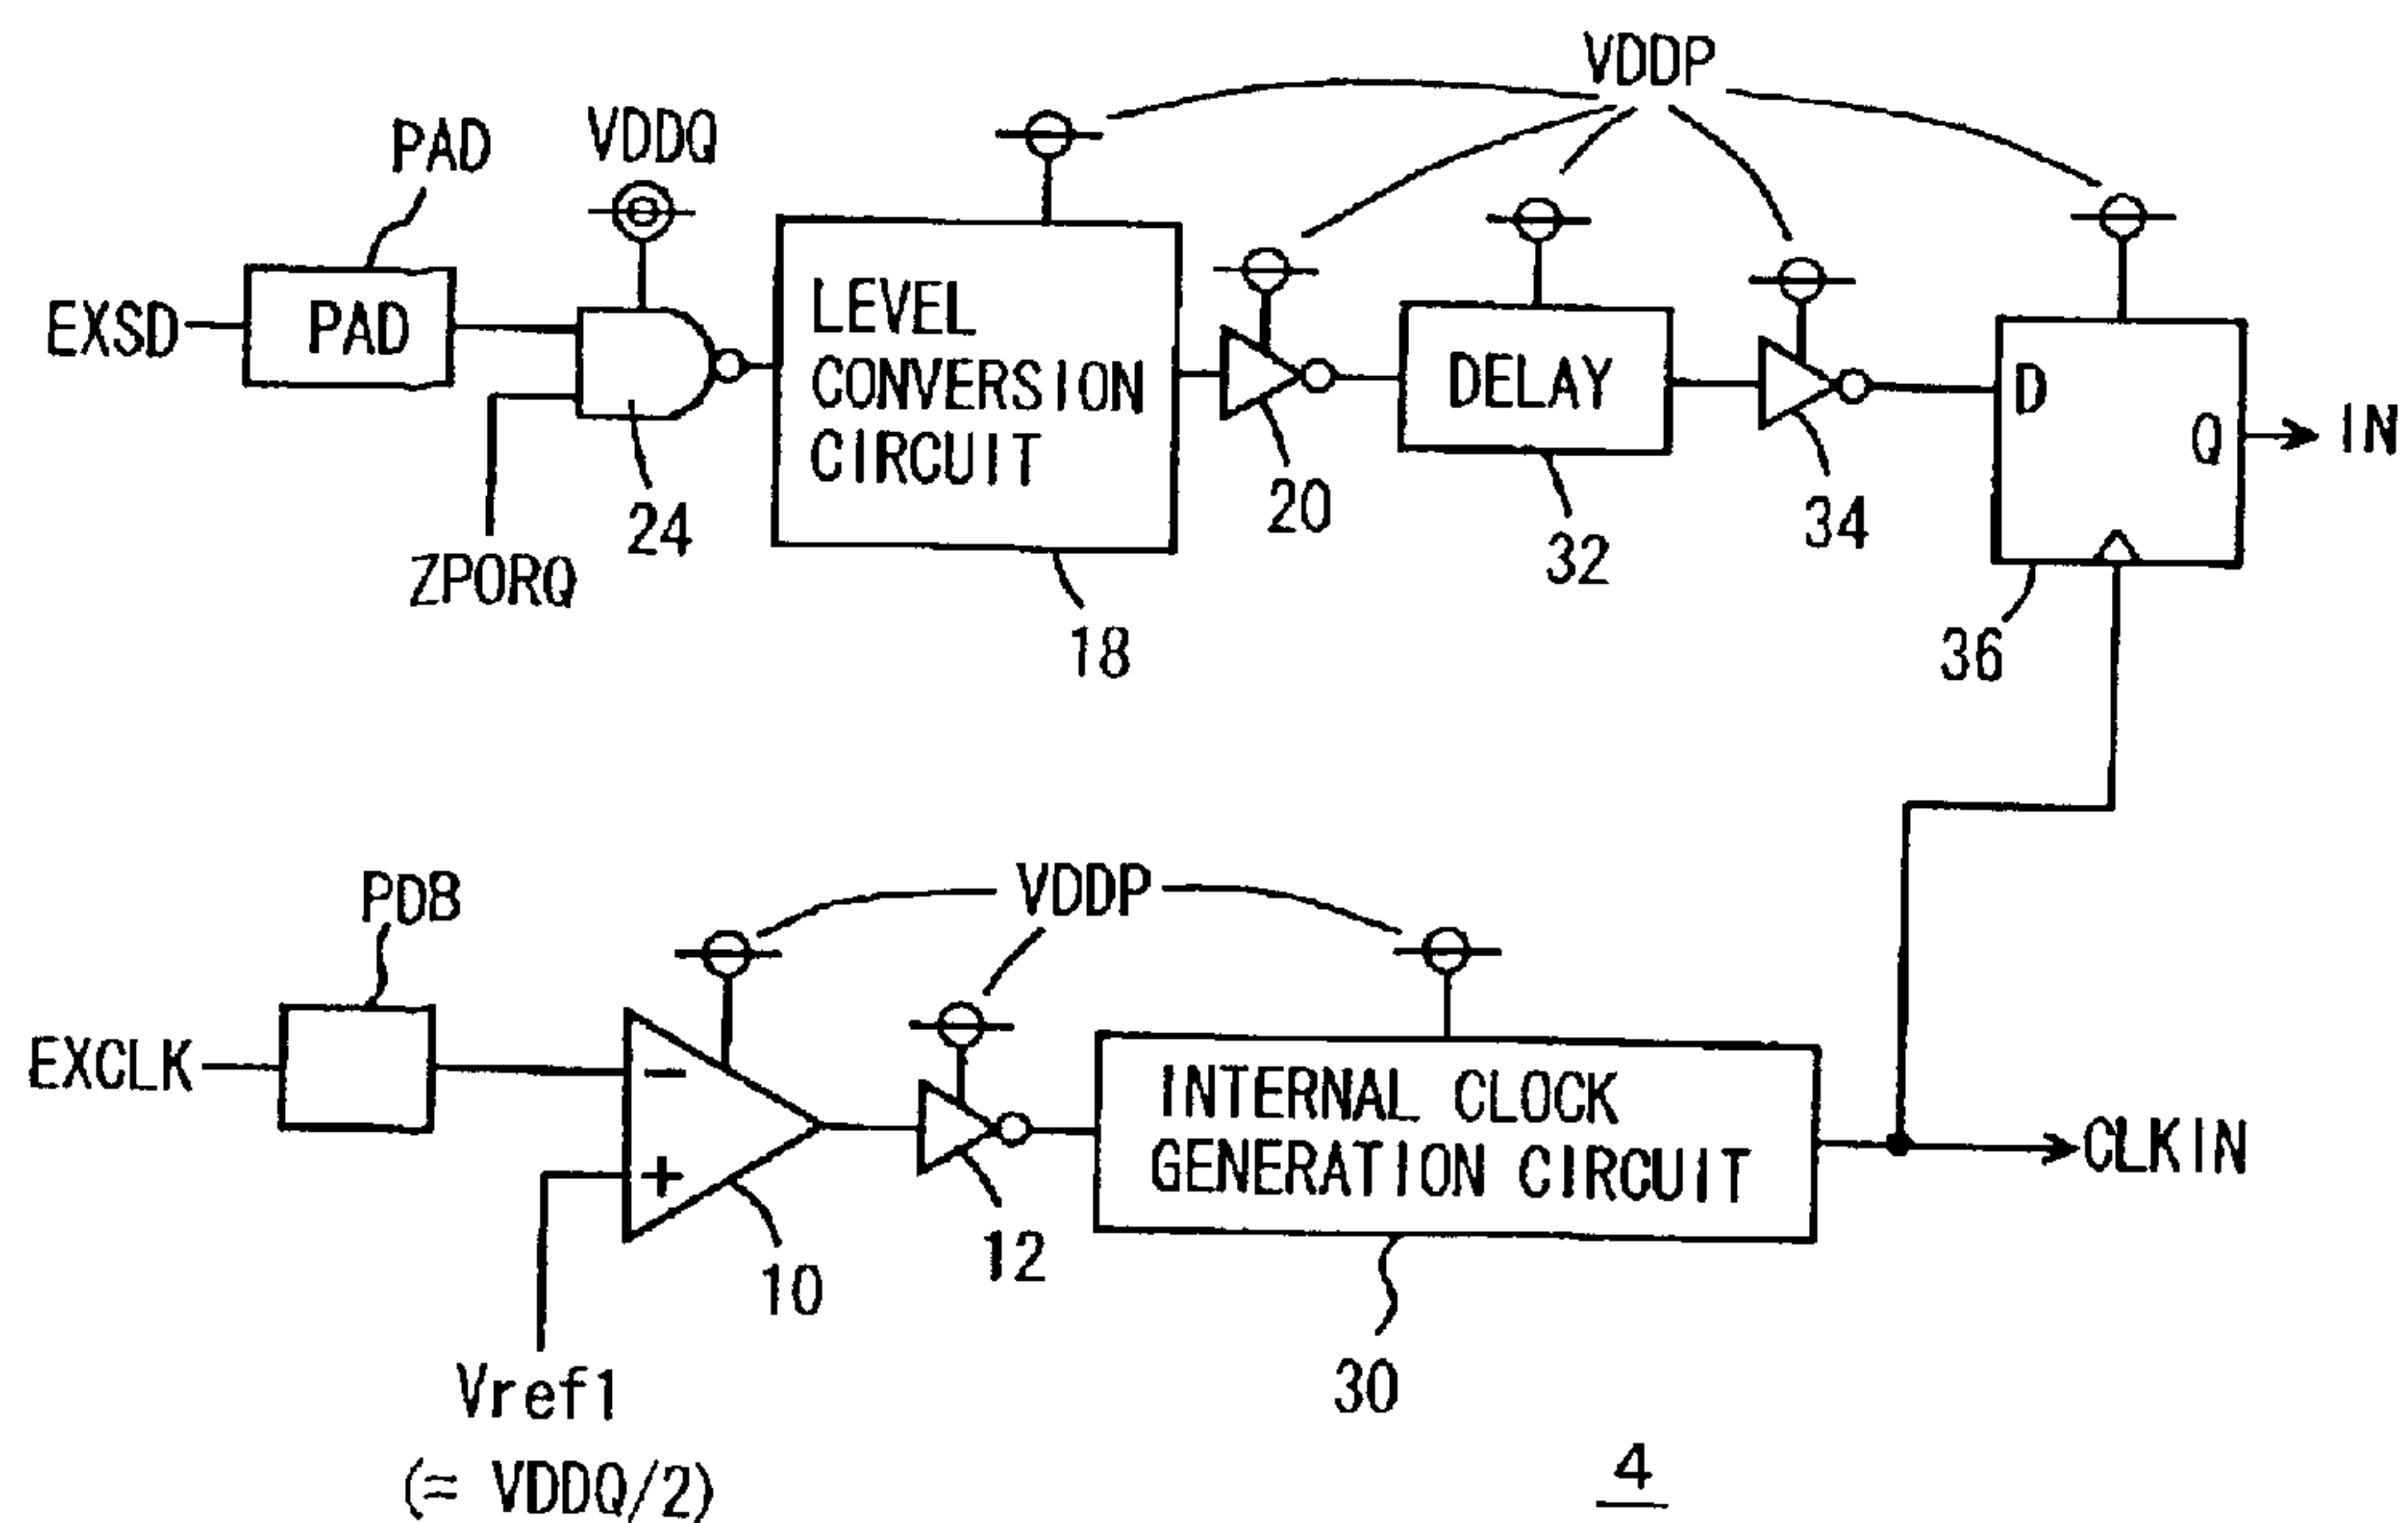 VDDP
PAD
VDDQ
EXSD
PAD
LEVEL
CONVERSION
CIRCUIT
DELAY
D
Q
IN
ZPORQ
24
18
20
32
34
36
PD8
VDDP
EXCLK
−
+
INTERNAL CLOCK
GENERATION CIRCUIT
CLKIN
10
12
30
Vref1
(= VDDQ/2)
4